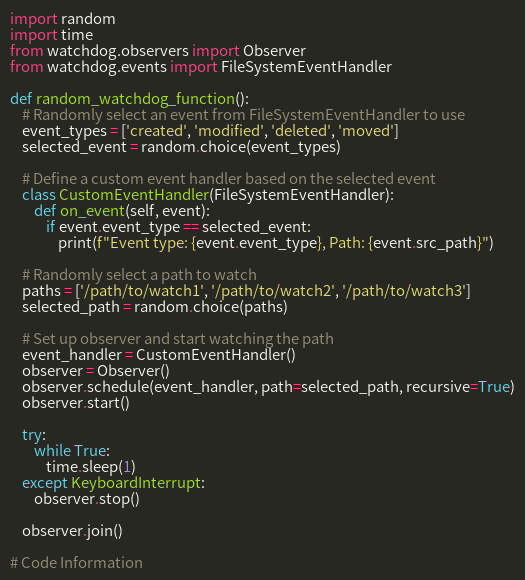 import random
import time
from watchdog.observers import Observer
from watchdog.events import FileSystemEventHandler

def random_watchdog_function():
    # Randomly select an event from FileSystemEventHandler to use
    event_types = ['created', 'modified', 'deleted', 'moved']
    selected_event = random.choice(event_types)

    # Define a custom event handler based on the selected event
    class CustomEventHandler(FileSystemEventHandler):
        def on_event(self, event):
            if event.event_type == selected_event:
                print(f"Event type: {event.event_type}, Path: {event.src_path}")

    # Randomly select a path to watch
    paths = ['/path/to/watch1', '/path/to/watch2', '/path/to/watch3']
    selected_path = random.choice(paths)

    # Set up observer and start watching the path
    event_handler = CustomEventHandler()
    observer = Observer()
    observer.schedule(event_handler, path=selected_path, recursive=True)
    observer.start()

    try:
        while True:
            time.sleep(1)
    except KeyboardInterrupt:
        observer.stop()

    observer.join()

# Code Information